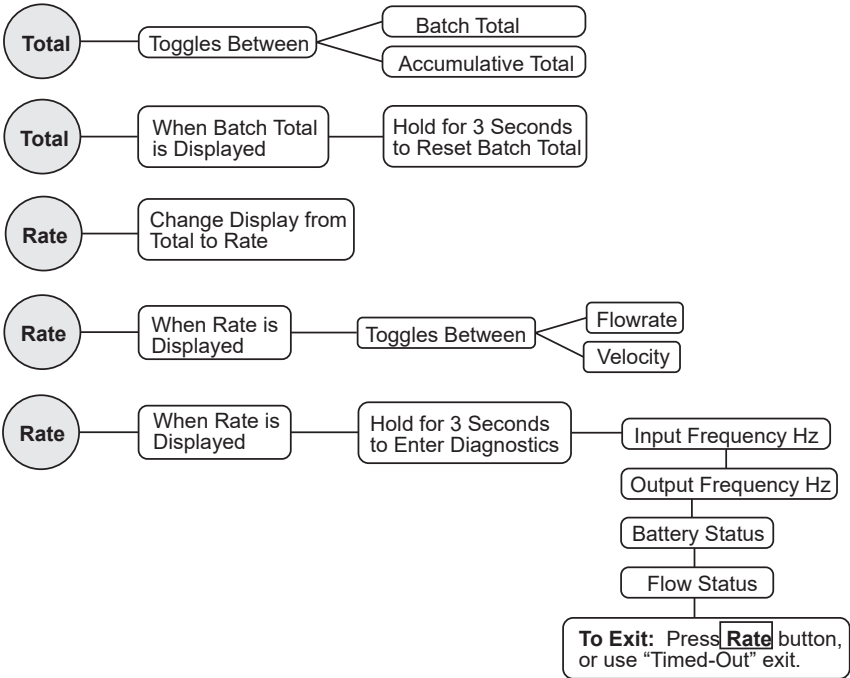 Total
Toggles Between
Batch Total
Accumulative Total
Total
When Batch Total
is Displayed
Hold for 3 Seconds
to Reset Batch Total
Rate
Change Display from
Total to Rate
Rate
When Rate is
Displayed
Toggles Between
Flowrate
Velocity
Rate
When Rate is
Displayed
Hold for 3 Seconds
to Enter Diagnostics
Input Frequency Hz
Output Frequency Hz
Battery Status
Flow Status
To Exit: Press Rate button,
or use “Timed-Out” exit.